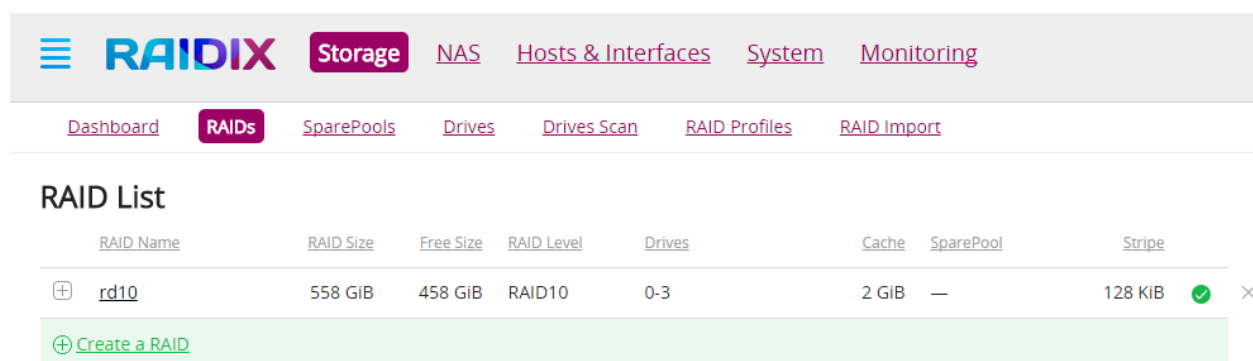 RAIDIX Storage NAS Hosts & Interfaces System Monitoring
Dashboard RAIDs SparePools Drives Drives Scan RAID Profiles RAID Import
RAID List
RAID Name RAID Size Free Size RAID Level Drives Cache SparePool Stripe
rd10 558 GiB 458 GiB RAID10 0-3 2 GiB — 128 KiB
Create a RAID